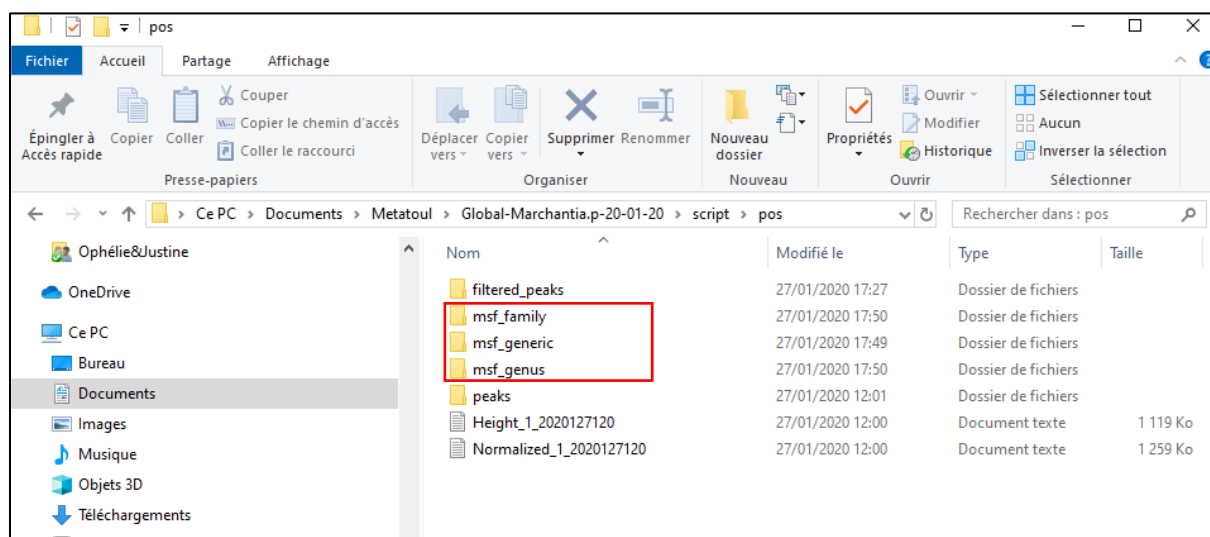 pos
Fichier Accueil Partage Affichage
Épingler à Accès rapide
Copier
Coller
Couper
Copier le chemin d'accès
Coller le raccourci
Presse-papiers
Déplacer vers
Copier vers
Supprimer
Renommer
Organiser
Nouveau dossier
Nouveau
Propriétés
Ouvrir
Modifier
Historique
Ouvrir
Sélectionner tout
Aucun
Inverser la sélection
Sélectionner
Ce PC > Documents > Metatoul > Global-Marchantia.p-20-01-20 > script > pos
Rechercher dans : pos
Ophélie&Justine
OneDrive
Ce PC
Bureau
Documents
Images
Musique
Objets 3D
Téléchargements
Nom Modifié le Type Taille
filtered_peaks 27/01/2020 17:27 Dossier de fichiers
msf_family 27/01/2020 17:50 Dossier de fichiers
msf_generic 27/01/2020 17:49 Dossier de fichiers
msf_genus 27/01/2020 17:50 Dossier de fichiers
peaks 27/01/2020 12:01 Dossier de fichiers
Height_1_2020127120 27/01/2020 12:00 Document texte 1 119 Ko
Normalized_1_2020127120 27/01/2020 12:00 Document texte 1 259 Ko